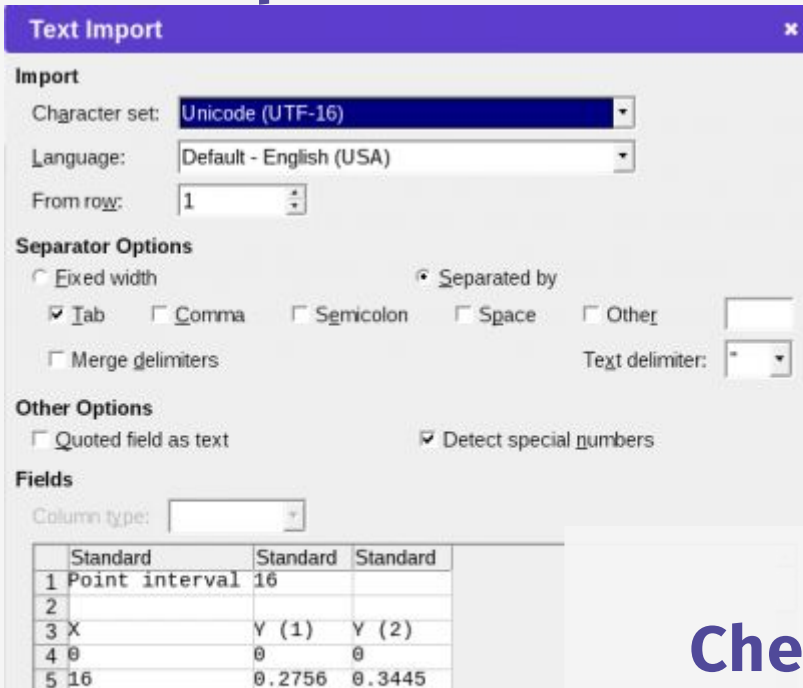 Text Import
Import
Character set: Unicode (UTF-16)
Language: Default - English (USA)
From row: 1
Separator Options
Fixed width Separated by
Tab Comma Semicolon Space Other
Merge delimiters Text delimiter: "
Other Options
Quoted field as text Detect special numbers
Fields
Column type:
Standard Standard Standard
1 Point interval 16
2
3 X Y (1) Y (2)
4 0 0 0
5 16 0.2756 0.3445
Che